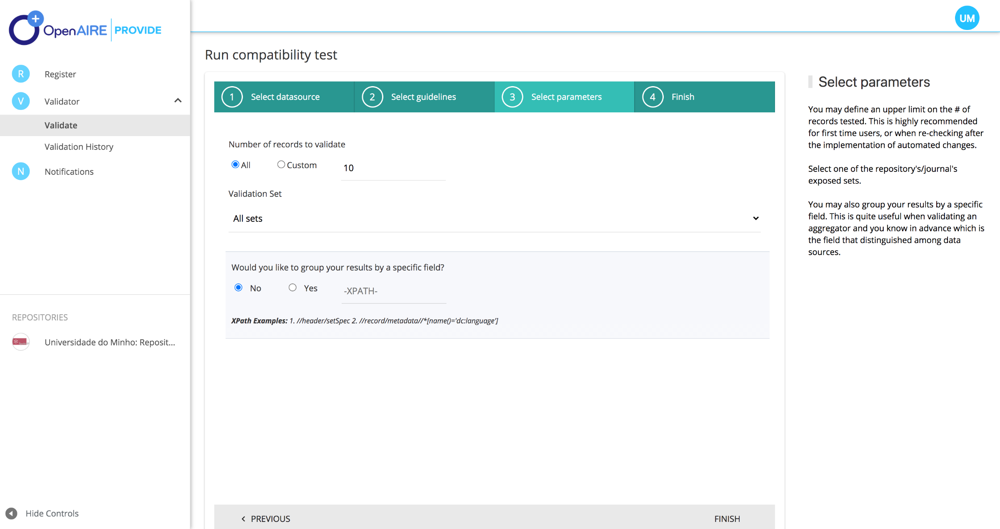 OpenAIRE PROVIDE
UM
R Register
V Validator
Validate
Validation History
N Notifications
REPOSITORIES
Universidade do Minho: Reposit...
Hide Controls
Run compatibility test
1 Select datasource
2 Select guidelines
3 Select parameters
4 Finish
Number of records to validate
All
Custom
10
Validation Set
All sets
Would you like to group your results by a specific field?
No
Yes
-XPATH-
XPath Examples: 1. //header/setSpec 2. //record/metadata//*[name()='dc:language']
PREVIOUS
FINISH
Select parameters
You may define an upper limit on the # of
records tested. This is highly recommended
for first time users, or when re-checking after
the implementation of automated changes.
Select one of the repository's/journal's
exposed sets.
You may also group your results by a specific
field. This is quite useful when validating an
aggregator and you know in advance which is
the field that distinguished among data
sources.